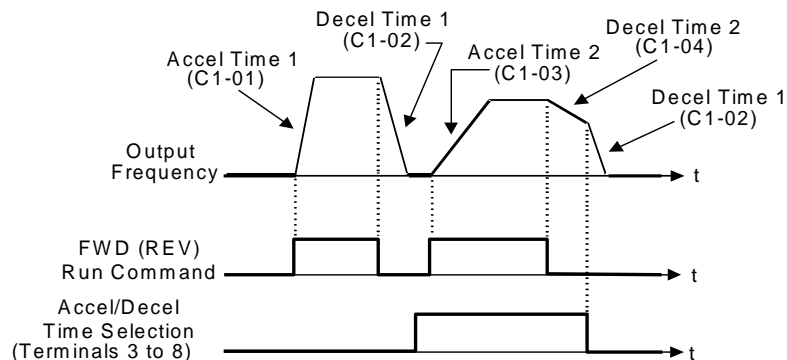 Accel Time 1
(C1-01)
Decel Time 1
(C1-02)
Accel Time 2
(C1-03)
Decel Time 2
(C1-04)
Decel Time 1
(C1-02)
Output
Frequency
t
FWD (REV)
Run Command
t
Accel/Decel
Time Selection
(Terminals 3 to 8)
t